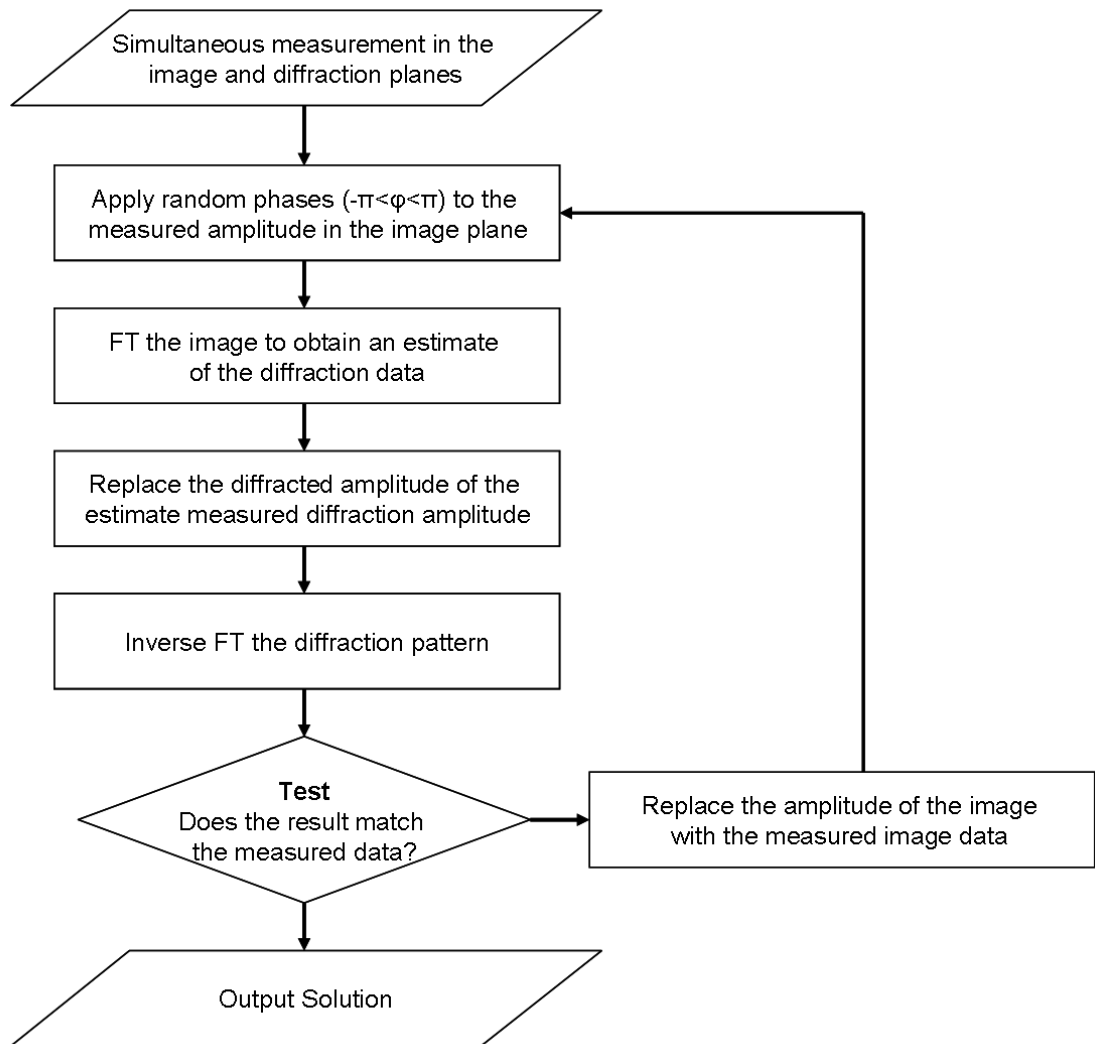 Simultaneous measurement in the
image and diffraction planes
Apply random phases (-π<φ<π) to the
measured amplitude in the image plane
FT the image to obtain an estimate
of the diffraction data
Replace the diffracted amplitude of the
estimate measured diffraction amplitude
Inverse FT the diffraction pattern
Test
Does the result match
the measured data?
Replace the amplitude of the image
with the measured image data
Output Solution